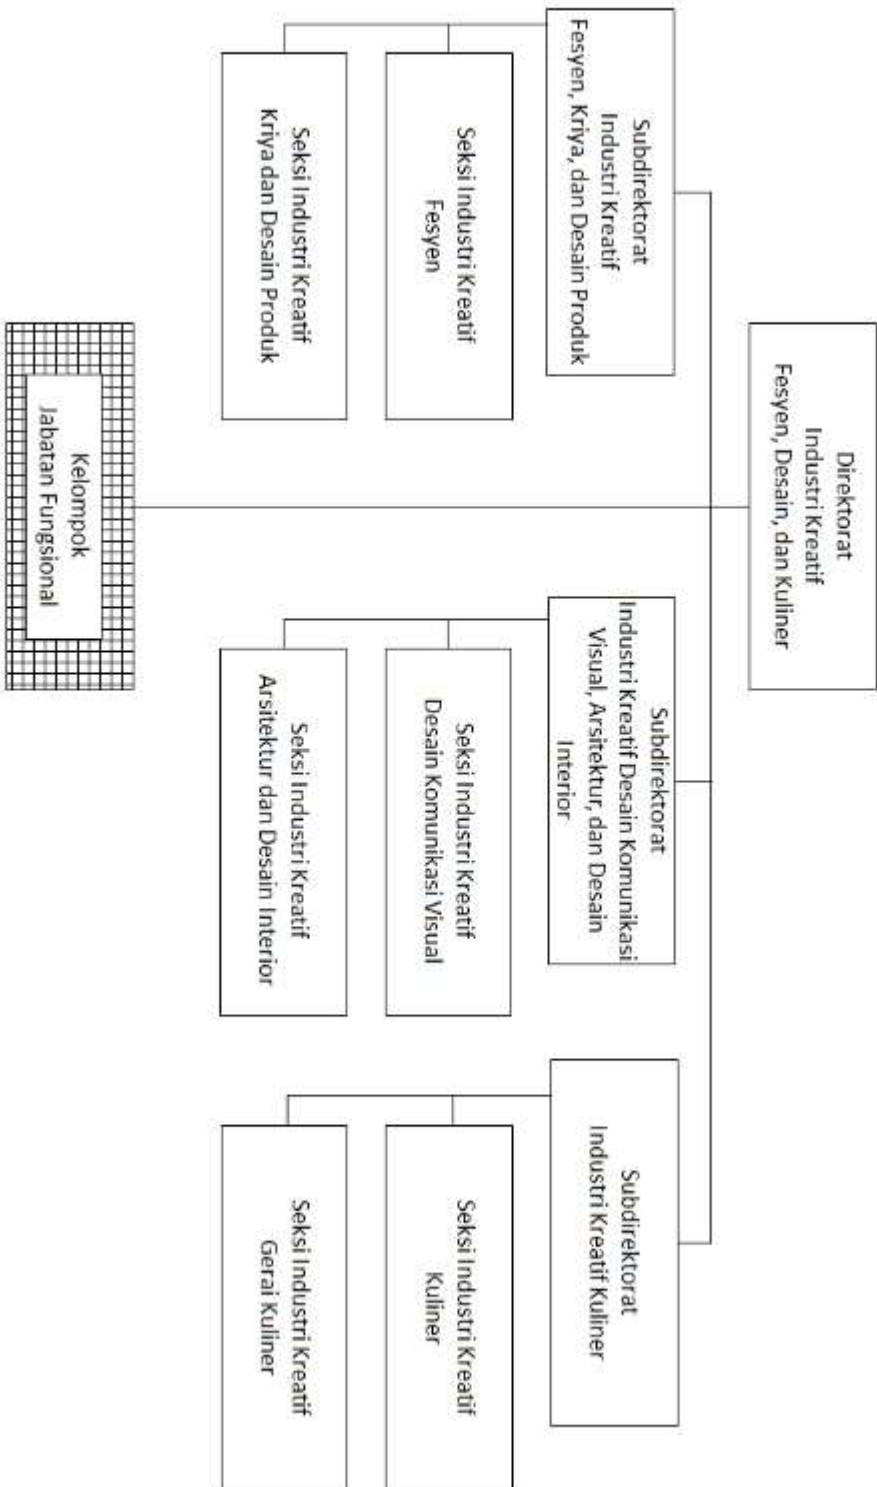 Direktorat
Industri Kreatif
Fesyen, Desain, dan Kuliner
Subdirektorat
Industri Kreatif
Fesyen, Kriya, dan Desain Produk
Seksi Industri Kreatif
Fesyen
Seksi Industri Kreatif
Kriya dan Desain Produk
Subdirektorat
Industri Kreatif Desain Komunikasi
Visual, Arsitektur, dan Desain
Interior
Seksi Industri Kreatif
Desain Komunikasi Visual
Seksi Industri Kreatif
Arsitektur dan Desain Interior
Subdirektorat
Industri Kreatif Kuliner
Seksi Industri Kreatif
Kuliner
Seksi Industri Kreatif
Gerai Kuliner
Kelompok
Jabatan Fungsional